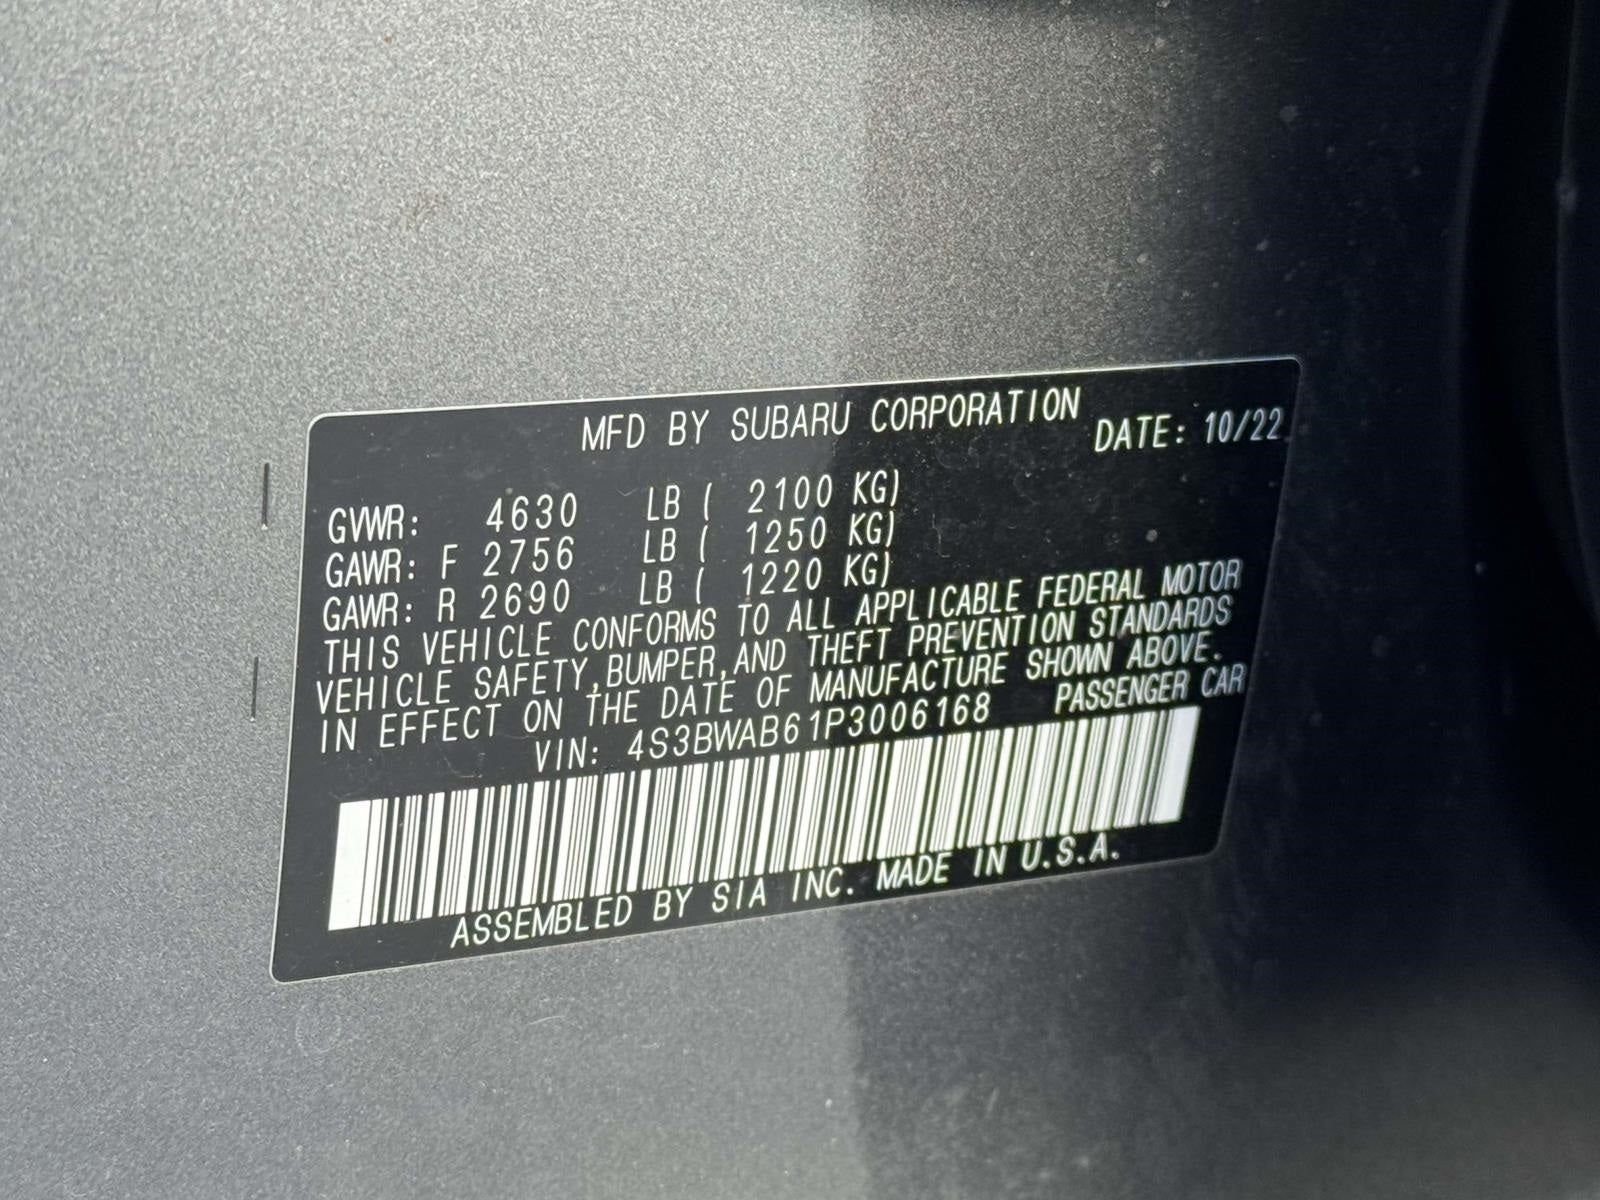 MFD BY SUBARU CORPORATION DATE: 10/22
GVWR: 4630 LB ( 2100 KG)
GAWR: F 2756 LB ( 1250 KG)
GAWR: R 2690 LB ( 1220 KG)
THIS VEHICLE CONFORMS TO ALL APPLICABLE FEDERAL MOTOR
VEHICLE SAFETY, BUMPER, AND THEFT PREVENTION STANDARDS
IN EFFECT ON THE DATE OF MANUFACTURE SHOWN ABOVE.
VIN: 4S3BWAB61P3006168 PASSENGER CAR
ASSEMBLED BY SIA INC. MADE IN U.S.A.